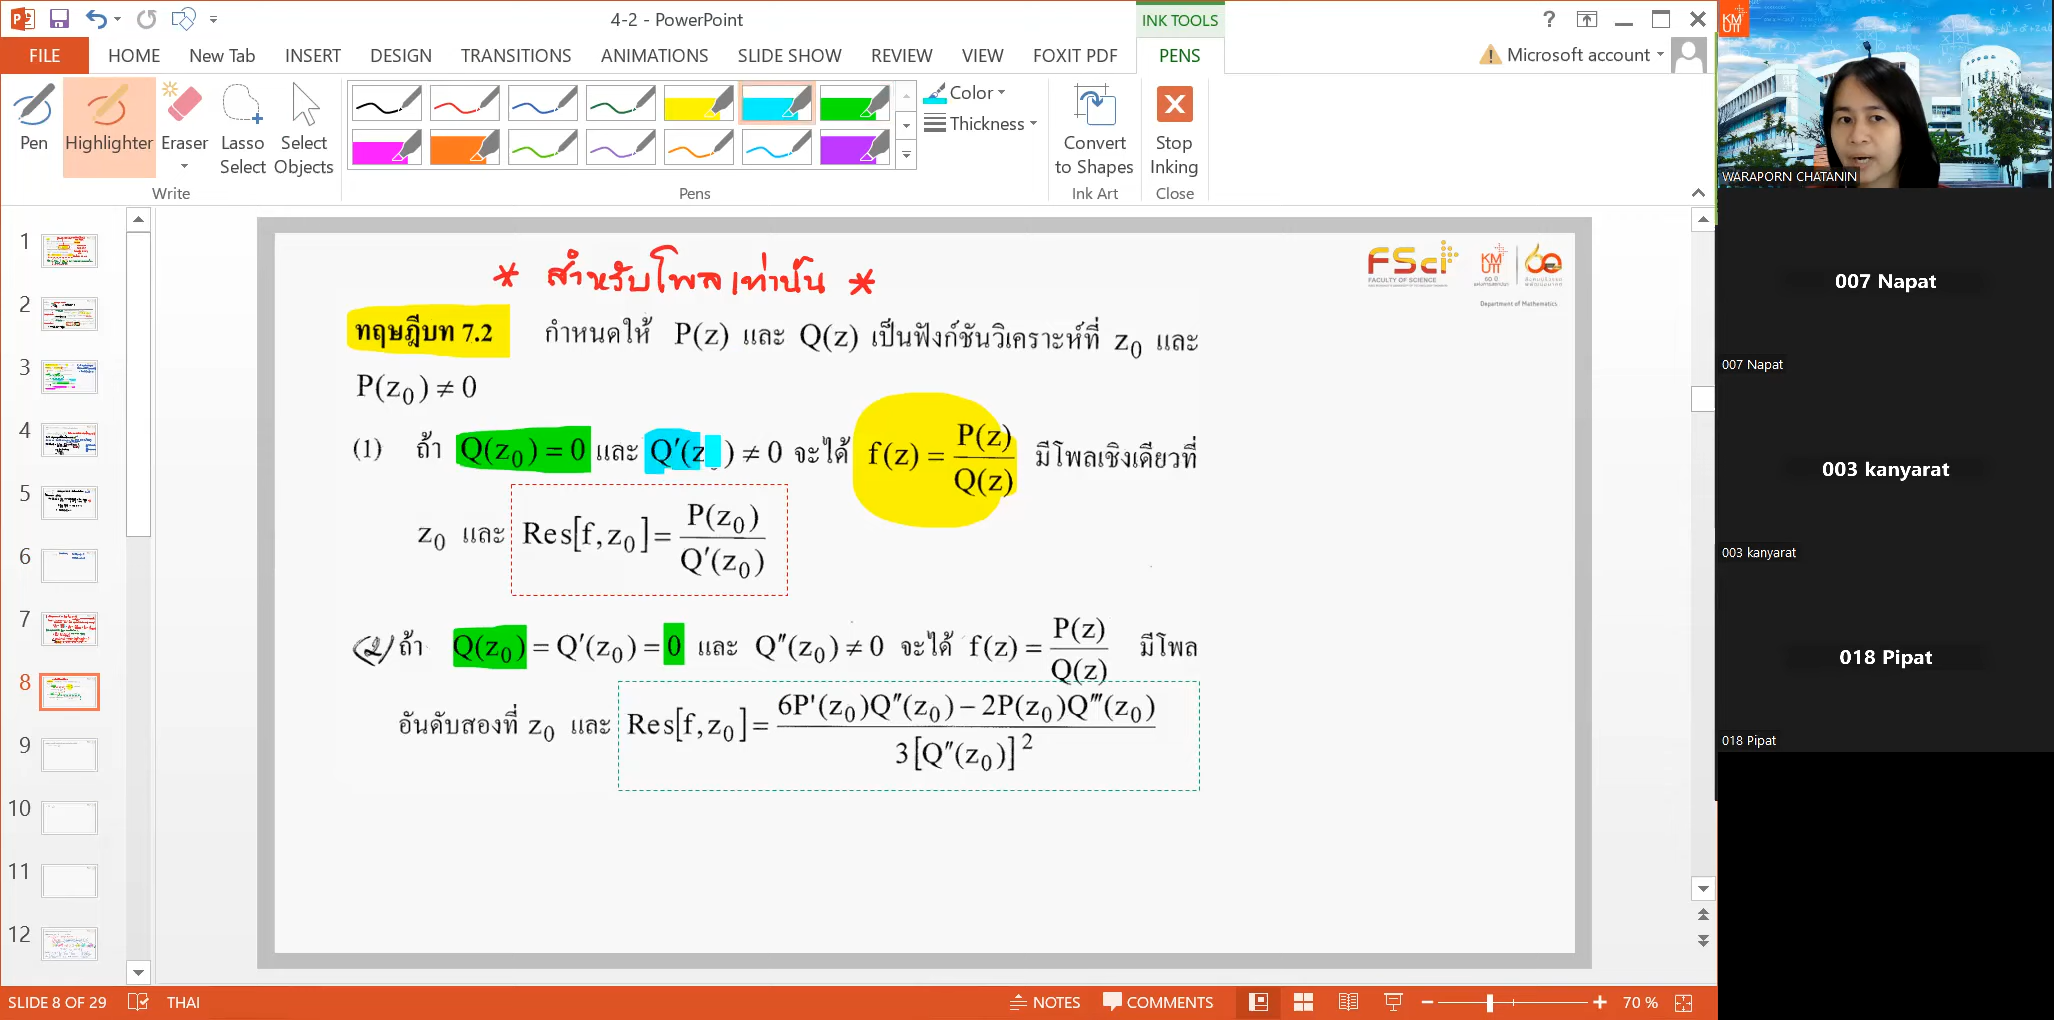 4-2 - PowerPoint
INK TOOLS
FILE HOME New Tab INSERT DESIGN TRANSITIONS ANIMATIONS SLIDE SHOW REVIEW VIEW FOXIT PDF PENS
Microsoft account
Pen Highlighter Eraser Lasso Select Select Objects
Color
Thickness
Convert to Shapes
Stop Inking
Write Pens Ink Art Close
* สำหรับโพลเท่านั้น *
FSci
FACULTY OF SCIENCE
KMUTT
Department of Mathematics
ทฤษฎีบท 7.2 กำหนดให้ P(z) และ Q(z) เป็นฟังก์ชันวิเคราะห์ที่ z₀ และ
P(z₀) ≠ 0
(1) ถ้า Q(z₀) = 0 และ Q′(z₀) ≠ 0 จะได้ f(z) = P(z)/Q(z) มีโพลเชิงเดียวที่
z₀ และ Res[f, z₀] = P(z₀)/Q′(z₀)
(2) ถ้า Q(z₀) = Q′(z₀) = 0 และ Q″(z₀) ≠ 0 จะได้ f(z) = P(z)/Q(z) มีโพล
อันดับสองที่ z₀ และ Res[f, z₀] = (6P'(z₀)Q″(z₀) − 2P(z₀)Q‴(z₀))/(3[Q″(z₀)]²)
1
2
3
4
5
6
7
8
9
10
11
12
SLIDE 8 OF 29 THAI NOTES COMMENTS 70 %
KMUTT
WARAPORN CHATANIN
007 Napat
007 Napat
003 kanyarat
003 kanyarat
018 Pipat
018 Pipat